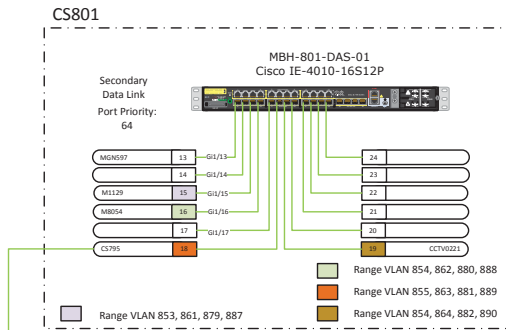 CS801
MBH-801-DAS-01
Cisco IE-4010-16S12P
Secondary
Data Link
Port Priority:
64
MGN597 13 Gi1/13 24
14 Gi1/14 23
M1129 15 Gi1/15 22
M8054 16 Gi1/16 21
17 Gi1/17 20
CS795 18 19 CCTV0221
Range VLAN 854, 862, 880, 888
Range VLAN 855, 863, 881, 889
Range VLAN 853, 861, 879, 887 Range VLAN 854, 864, 882, 890